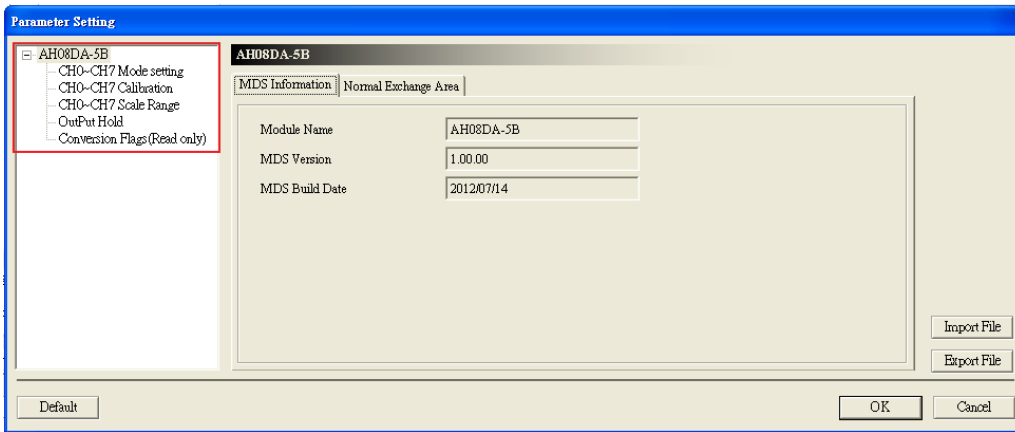 Parameter Setting
AH08DA-5B
CH0~CH7 Mode setting
CH0~CH7 Calibration
CH0~CH7 Scale Range
OutPut Hold
Conversion Flags(Read only)
AH08DA-5B
MDS Information Normal Exchange Area
Module Name AH08DA-5B
MDS Version 1.00.00
MDS Build Date 2012/07/14
Import File
Export File
Default OK Cancel